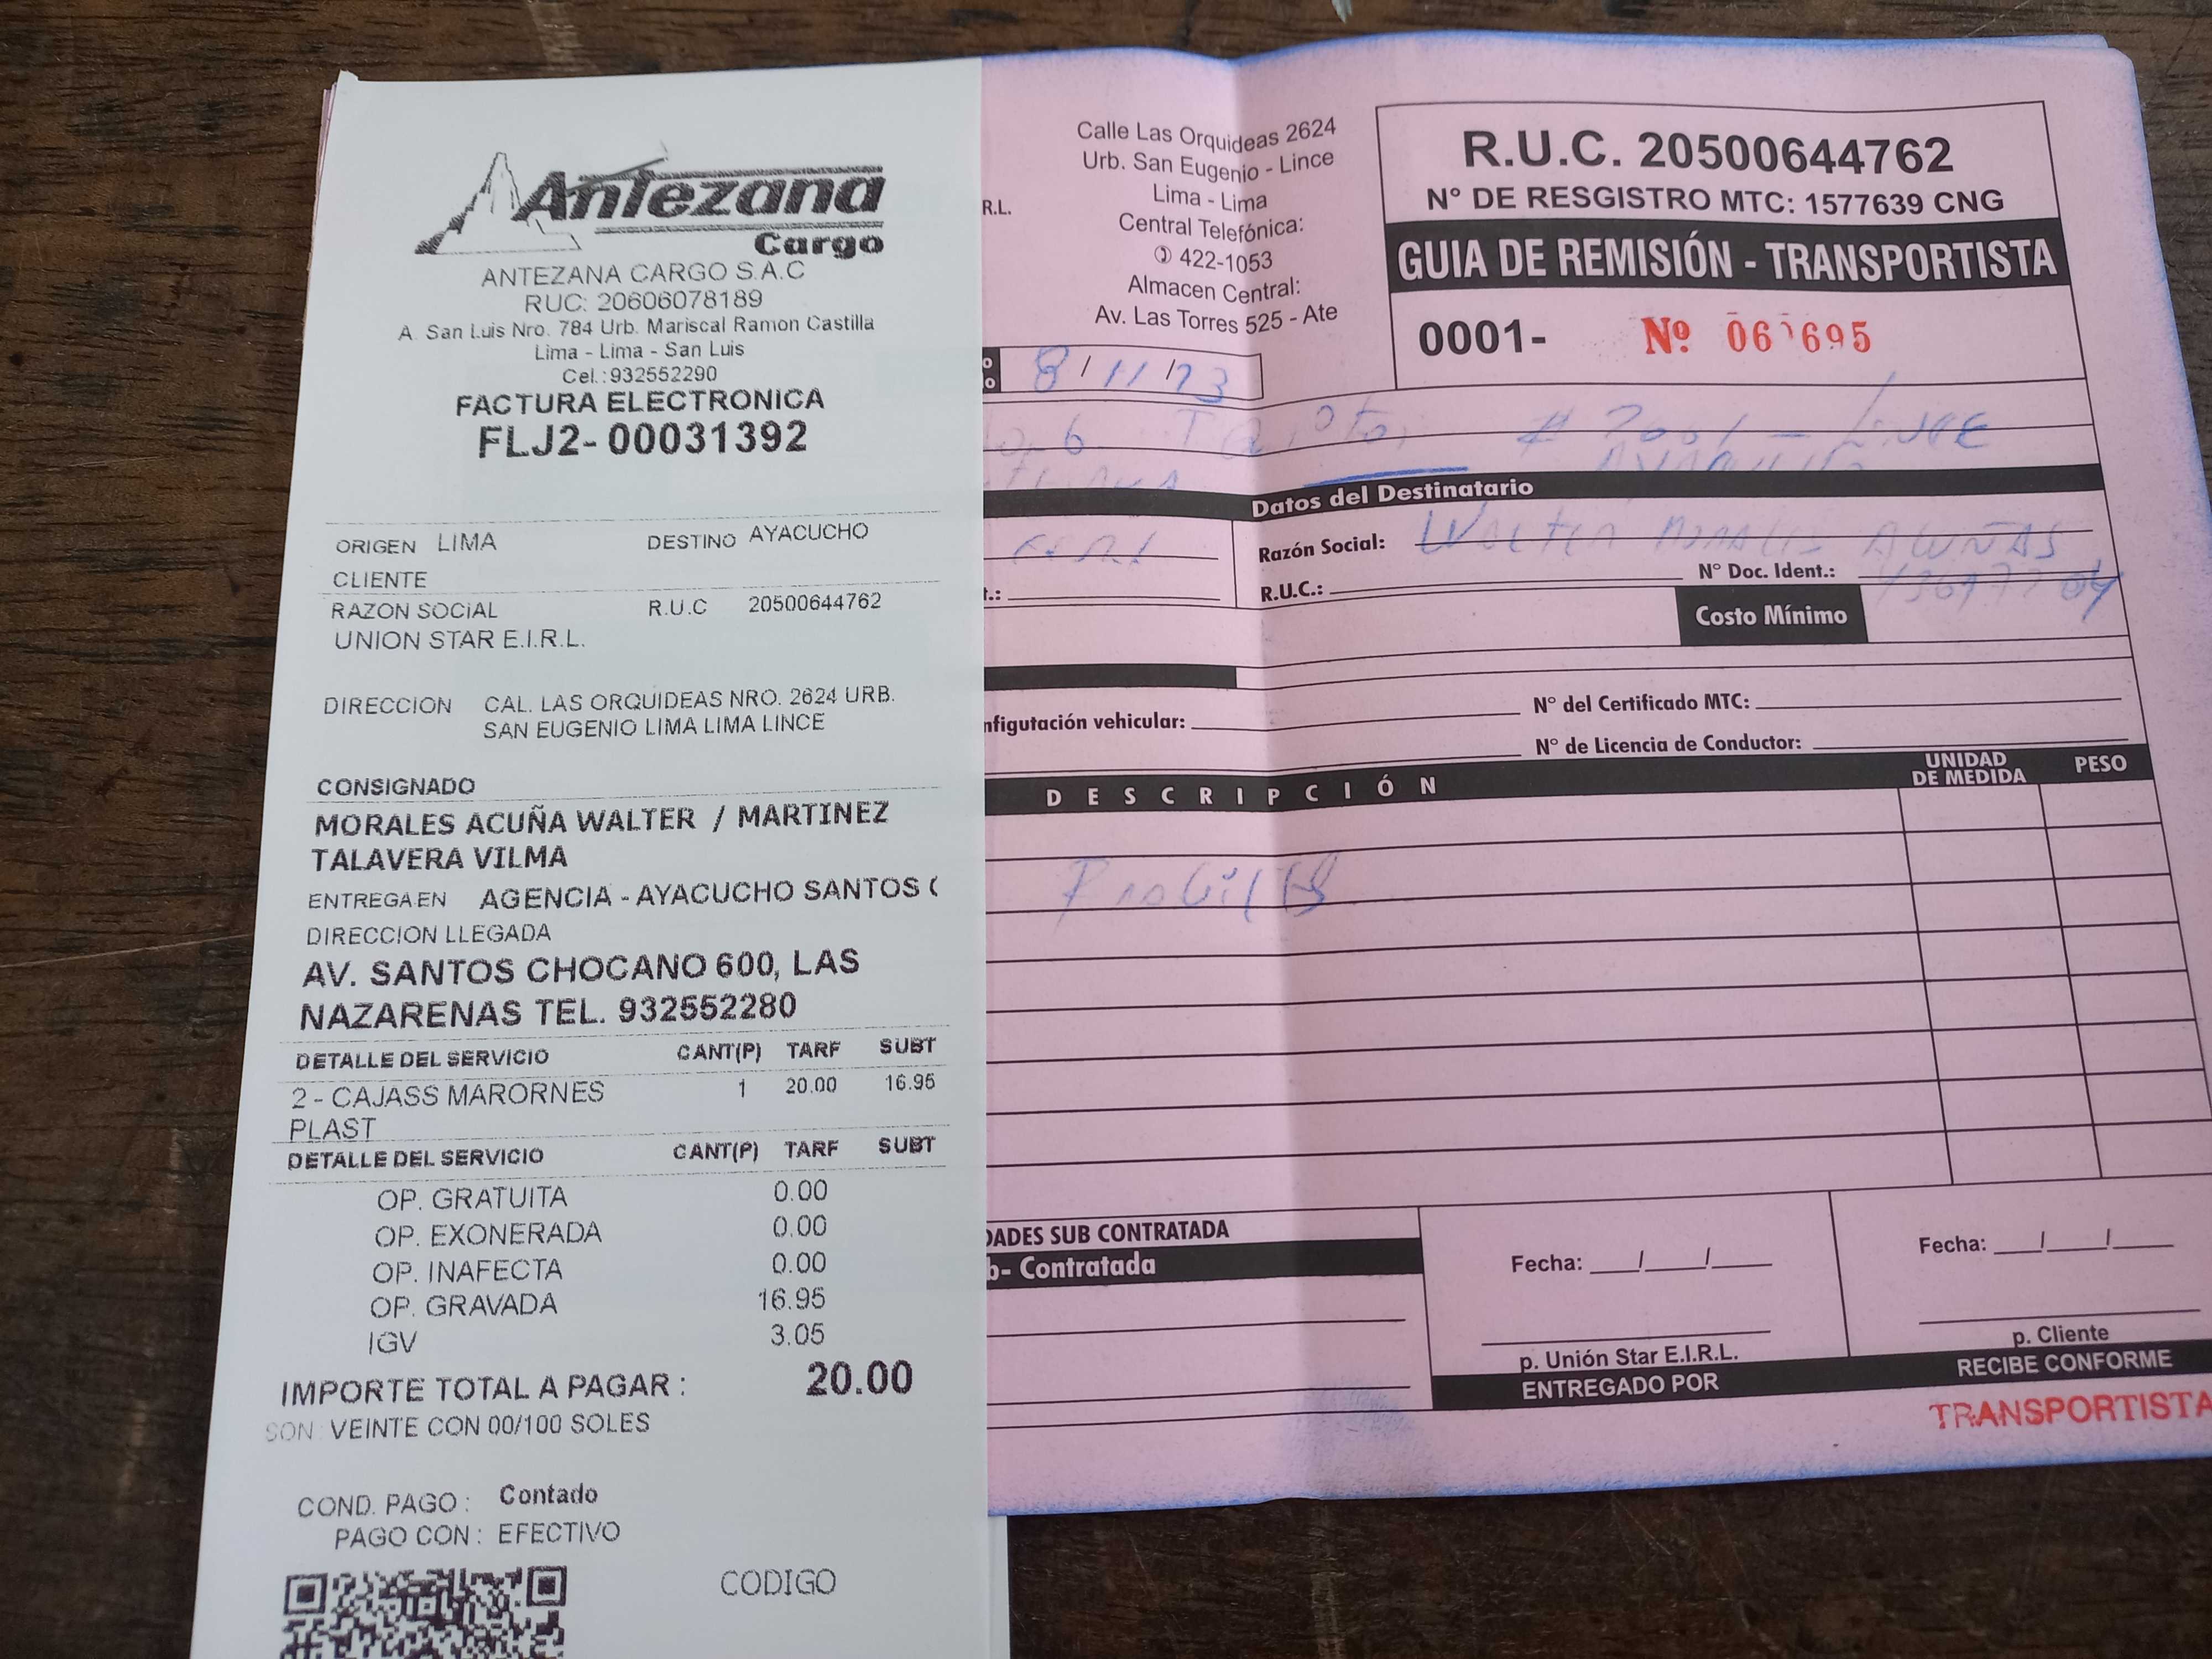 Antezana
Cargo
ANTEZANA CARGO S.A.C
RUC: 20606078189
A. San Luis Nro. 784 Urb. Mariscal Ramon Castilla
Lima - Lima - San Luis
Cel.:932552290
FACTURA ELECTRONICA
FLJ2-00031392
ORIGEN LIMA DESTINO AYACUCHO
CLIENTE
RAZON SOCIAL R.U.C 20500644762
UNION STAR E.I.R.L.
DIRECCION CAL. LAS ORQUIDEAS NRO. 2624 URB.
SAN EUGENIO LIMA LIMA LINCE
CONSIGNADO
MORALES ACUÑA WALTER / MARTINEZ
TALAVERA VILMA
ENTREGA EN AGENCIA - AYACUCHO SANTOS (
DIRECCION LLEGADA
AV. SANTOS CHOCANO 600, LAS
NAZARENAS TEL. 932552280
DETALLE DEL SERVICIO CANT(P) TARF SUBT
2 - CAJASS MARORNES 1 20.00 16.95
PLAST
DETALLE DEL SERVICIO CANT(P) TARF SUBT
OP. GRATUITA 0.00
OP. EXONERADA 0.00
OP. INAFECTA 0.00
OP. GRAVADA 16.95
IGV 3.05
IMPORTE TOTAL A PAGAR : 20.00
SON: VEINTE CON 00/100 SOLES
COND. PAGO : Contado
PAGO CON : EFECTIVO
CODIGO
R.L.
Calle Las Orquideas 2624
Urb. San Eugenio - Lince
Lima - Lima
Central Telefónica:
422-1053
Almacen Central:
Av. Las Torres 525 - Ate
R.U.C. 20500644762
N° DE RESGISTRO MTC: 1577639 CNG
GUIA DE REMISIÓN - TRANSPORTISTA
0001- Nº
8/11/23
Datos del Destinatario
Razón Social: Walter Morales
R.U.C.: N° Doc. Ident.:
Costo Mínimo
nfigutación vehicular: N° del Certificado MTC:
N° de Licencia de Conductor:
DESCRIPCIÓN UNIDAD DE MEDIDA PESO
DADES SUB CONTRATADA
b- Contratada
Fecha: __/__/__
p. Unión Star E.I.R.L.
ENTREGADO POR
Fecha: __/__/__
p. Cliente
RECIBE CONFORME
TRANSPORTISTA